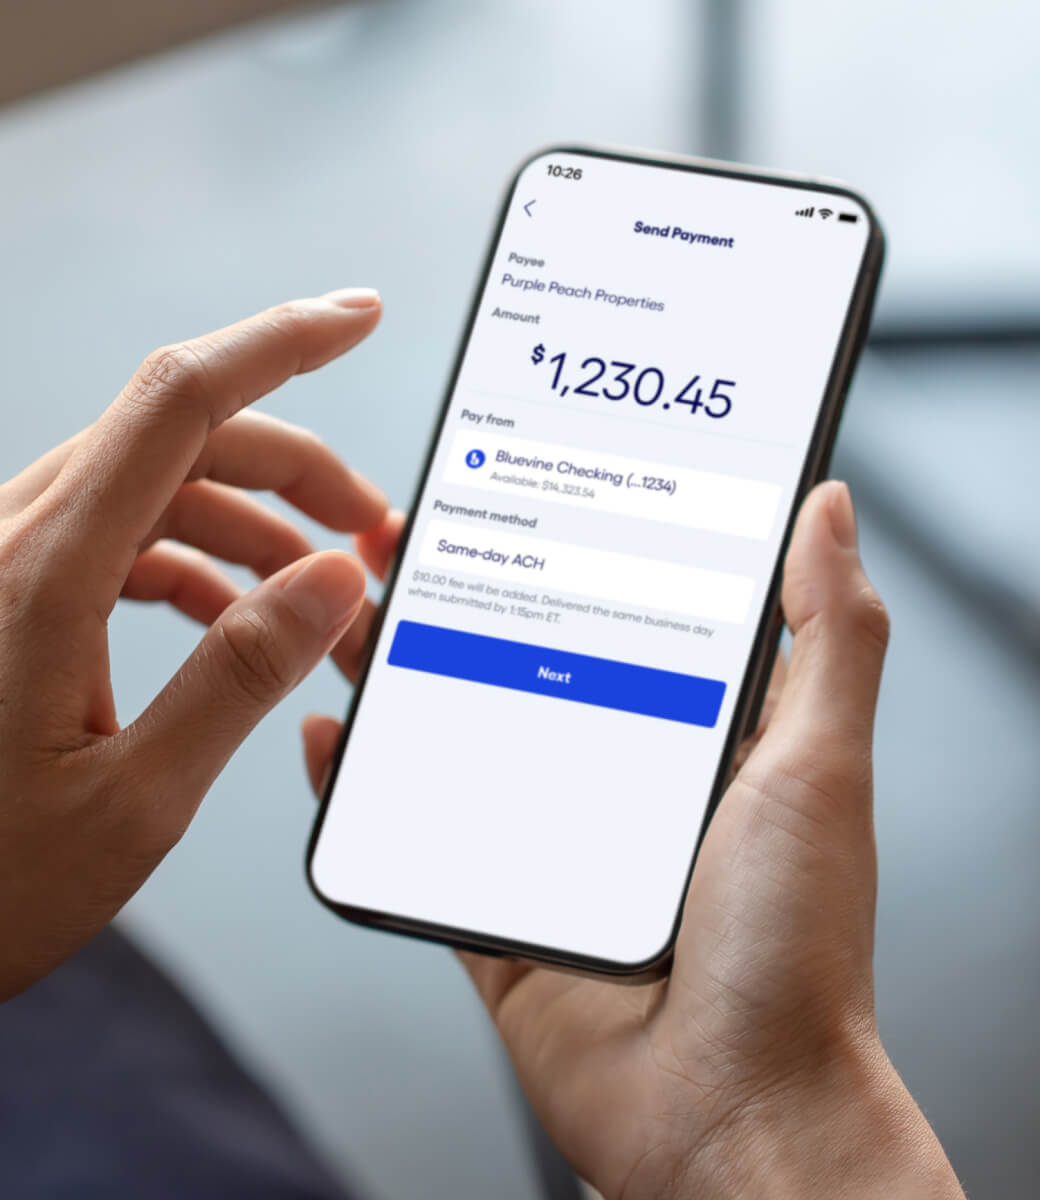 10:26
Send Payment
Payee
Purple Peach Properties
Amount
$1,230.45
Pay from
Bluevine Checking (...1234)
Available: $14,323.54
Payment method
Same-day ACH
$10.00 fee will be added. Delivered the same business day
when submitted by 1:15pm ET.
Next